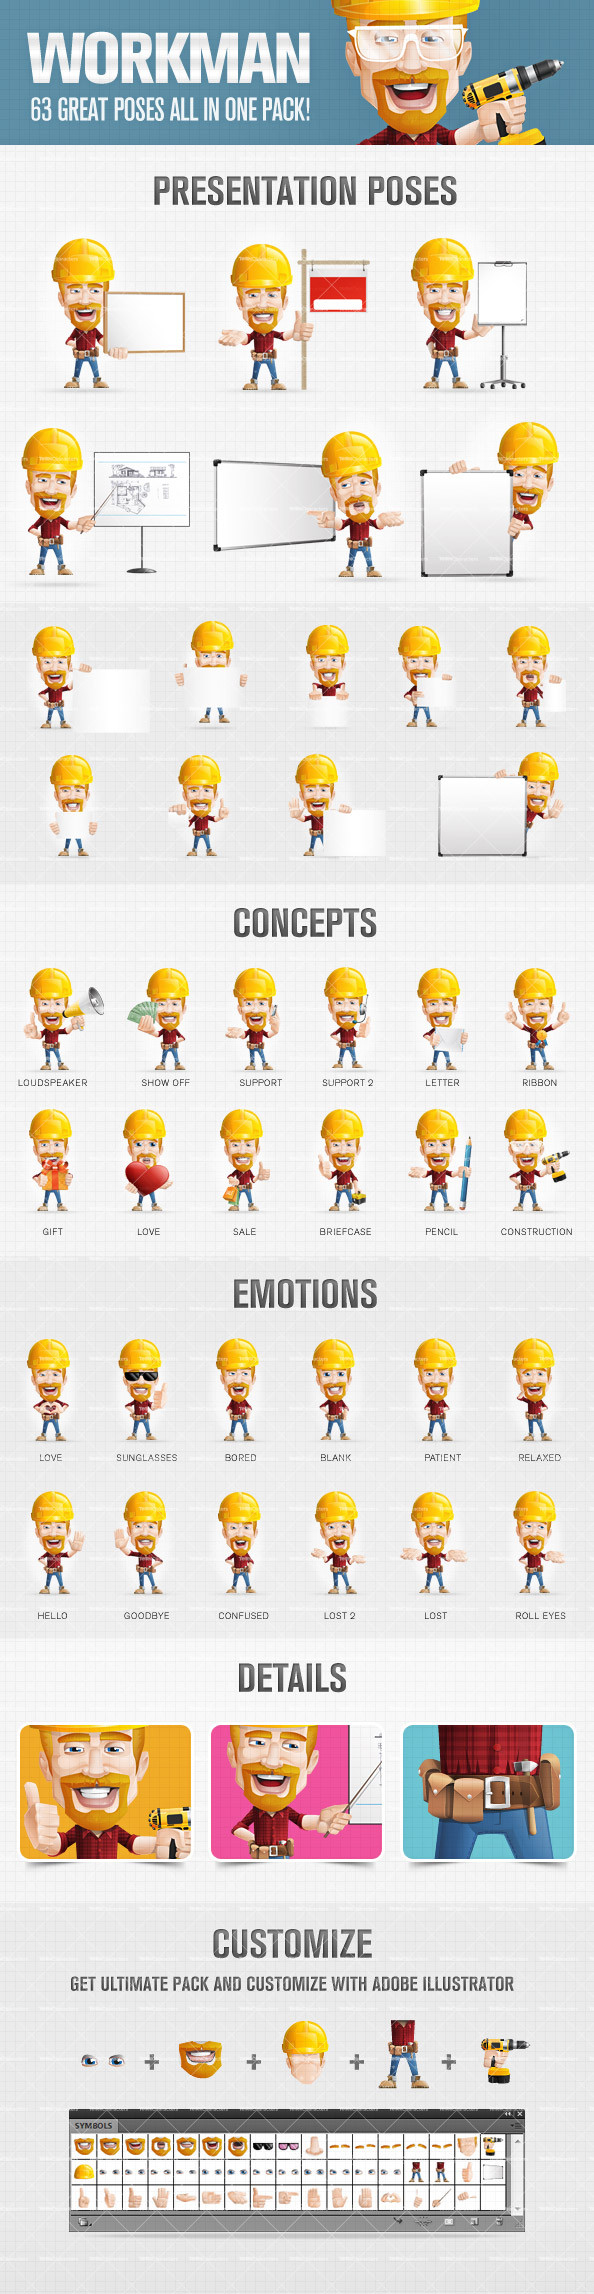 WORKMAN
63 GREAT POSES ALL IN ONE PACK!
PRESENTATION POSES
CONCEPTS
LOUDSPEAKER SHOW OFF SUPPORT SUPPORT 2 LETTER RIBBON
GIFT LOVE SALE BRIEFCASE PENCIL CONSTRUCTION
EMOTIONS
LOVE SUNGLASSES BORED BLANK PATIENT RELAXED
HELLO GOODBYE CONFUSED LOST 2 LOST ROLL EYES
DETAILS
CUSTOMIZE
GET ULTIMATE PACK AND CUSTOMIZE WITH ADOBE ILLUSTRATOR
SYMBOLS